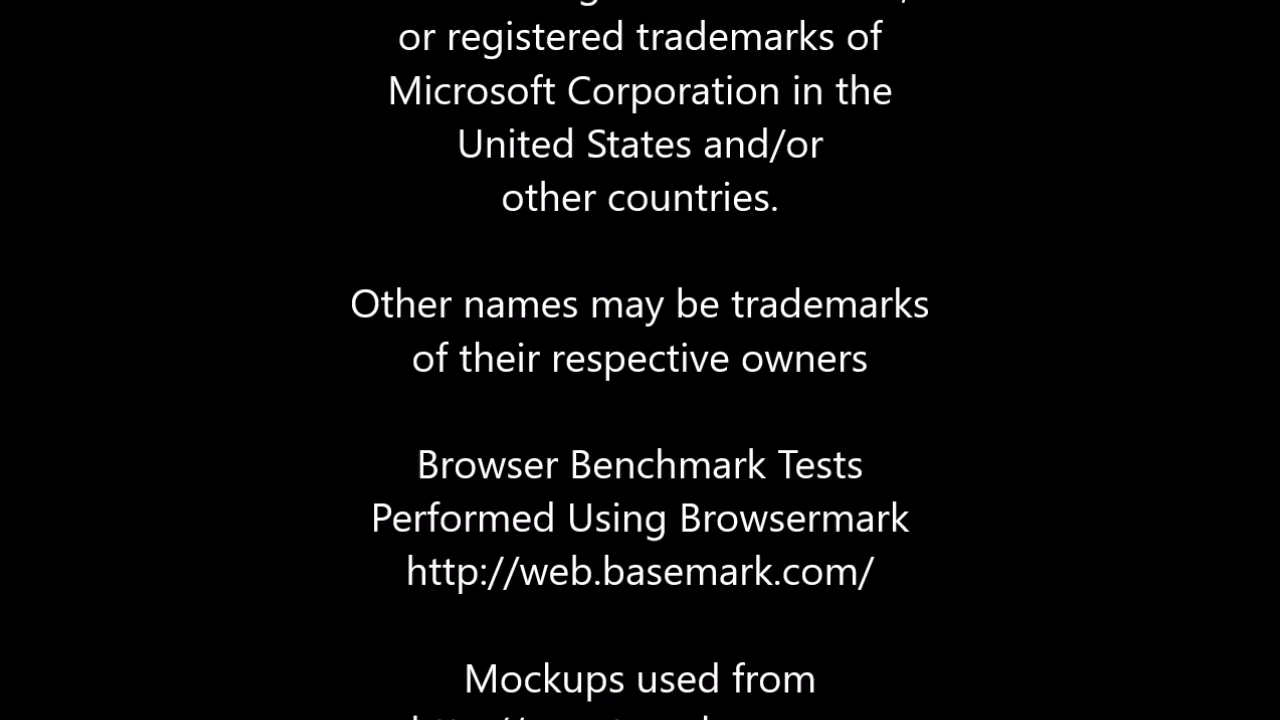 or registered trademarks of
Microsoft Corporation in the
United States and/or
other countries.
Other names may be trademarks
of their respective owners
Browser Benchmark Tests
Performed Using Browsermark
http://web.basemark.com/
Mockups used from